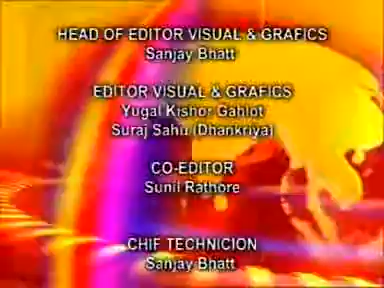 HEAD OF EDITOR VISUAL & GRAFICS
Sanjay Bhatt
EDITOR VISUAL & GRAFICS
Yugal Kishor Gahlot
Suraj Sahu (Dhankriya)
CO-EDITOR
Sunil Rathore
CHIF TECHNICION
Sanjay Bhatt